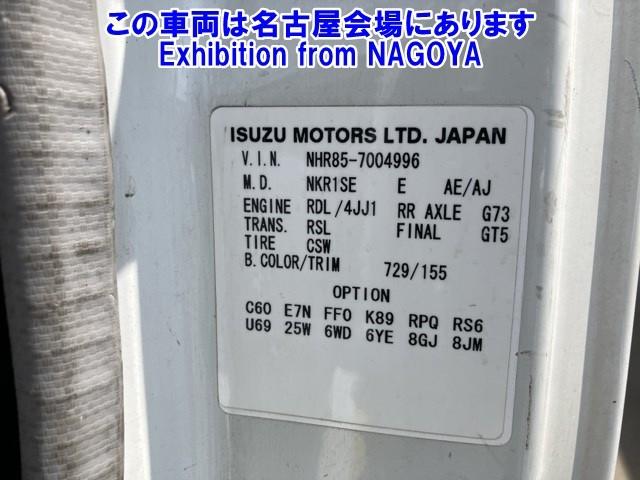 この車両は名古屋会場にあります
Exhibition from NAGOYA
ISUZU MOTORS LTD. JAPAN
V.I.N. NHR85-7004996
M.D. NKR1SE E AE/AJ
ENGINE RDL/4JJ1 RR AXLE G73
TRANS. RSL FINAL GT5
TIRE CSW
B.COLOR/TRIM 729/155
OPTION
C60 E7N FF0 K89 RPQ RS6
U69 25W 6WD 6YE 8GJ 8JM